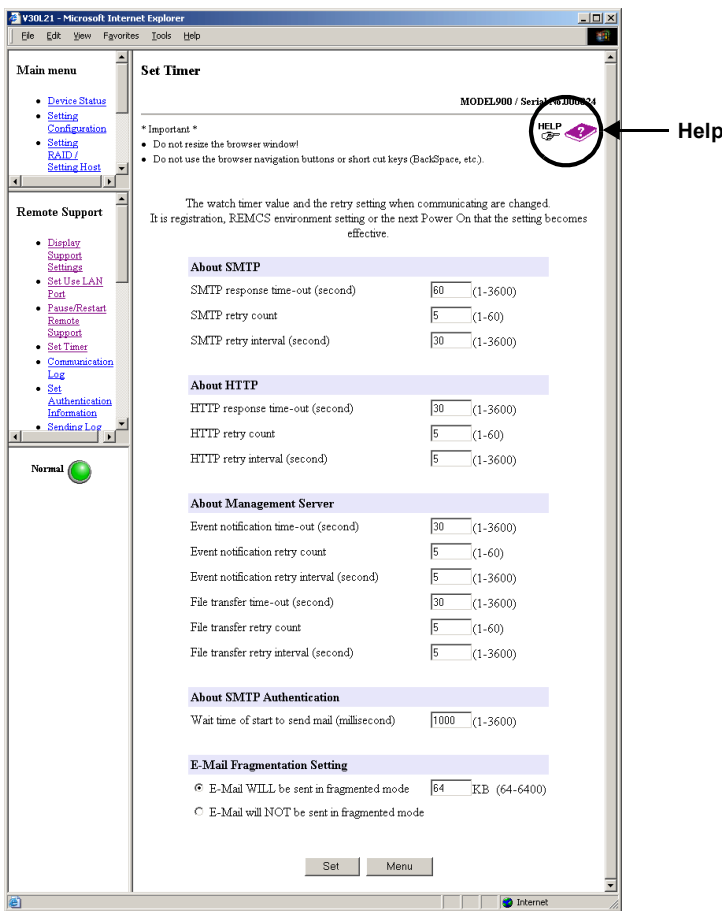 V30L21 - Microsoft Internet Explorer
File Edit View Favorites Tools Help
Main menu
• Device Status
• Setting
Configuration
• Setting
RAID /
Setting Host
Remote Support
• Display
Support
Settings
• Set Use LAN
Port
• Pause/Restart
Remote
Support
• Set Timer
• Communication
Log
• Set
Authentication
Information
• Sending Log
Normal
Set Timer
MODEL900 / Serial No.000024
HELP
?
Help
* Important *
• Do not resize the browser window!
• Do not use the browser navigation buttons or short cut keys (BackSpace, etc.).
The watch timer value and the retry setting when communicating are changed.
It is registration, REMCS environment setting or the next Power On that the setting becomes
effective.
About SMTP
SMTP response time-out (second) 60 (1-3600)
SMTP retry count 5 (1-60)
SMTP retry interval (second) 30 (1-3600)
About HTTP
HTTP response time-out (second) 30 (1-3600)
HTTP retry count 5 (1-60)
HTTP retry interval (second) 5 (1-3600)
About Management Server
Event notification time-out (second) 30 (1-3600)
Event notification retry count 5 (1-60)
Event notification retry interval (second) 5 (1-3600)
File transfer time-out (second) 30 (1-3600)
File transfer retry count 5 (1-60)
File transfer retry interval (second) 5 (1-3600)
About SMTP Authentication
Wait time of start to send mail (millisecond) 1000 (1-3600)
E-Mail Fragmentation Setting
E-Mail WILL be sent in fragmented mode 64 KB (64-6400)
E-Mail will NOT be sent in fragmented mode
Set Menu
Internet